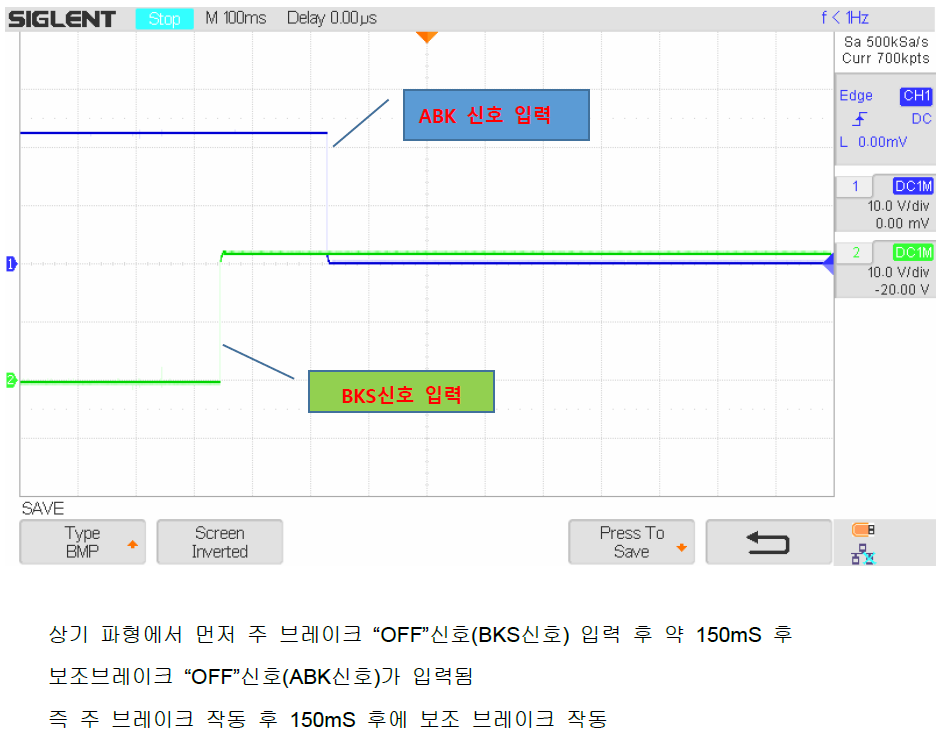 SIGLENT Stop M 100ms Delay 0.00µs f < 1Hz
Sa 500kSa/s
Curr 700kpts
Edge CH1
DC
L 0.00mV
1 DC1M
10.0 V/div
0.00 mV
2 DC1M
10.0 V/div
-20.00 V
ABK 신호 입력
1
2
BKS신호 입력
SAVE
Type
BMP
Screen
Inverted
Press To
Save
상기 파형에서 먼저 주 브레이크 “OFF”신호(BKS신호) 입력 후 약 150mS 후
보조브레이크 “OFF”신호(ABK신호)가 입력됨
즉 주 브레이크 작동 후 150mS 후에 보조 브레이크 작동